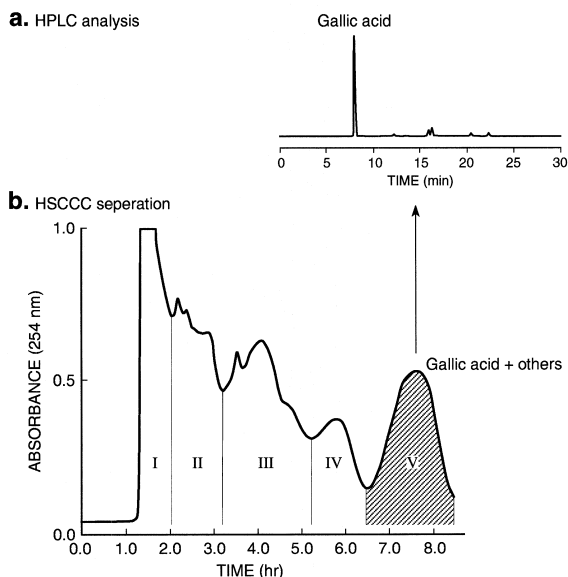 a. HPLC analysis
Gallic acid
0 5 10 15 20 25 30
TIME (min)
b. HSCCC seperation
1.0
0.5
0.0
ABSORBANCE (254 nm)
Gallic acid + others
I II III IV V
0.0 1.0 2.0 3.0 4.0 5.0 6.0 7.0 8.0
TIME (hr)